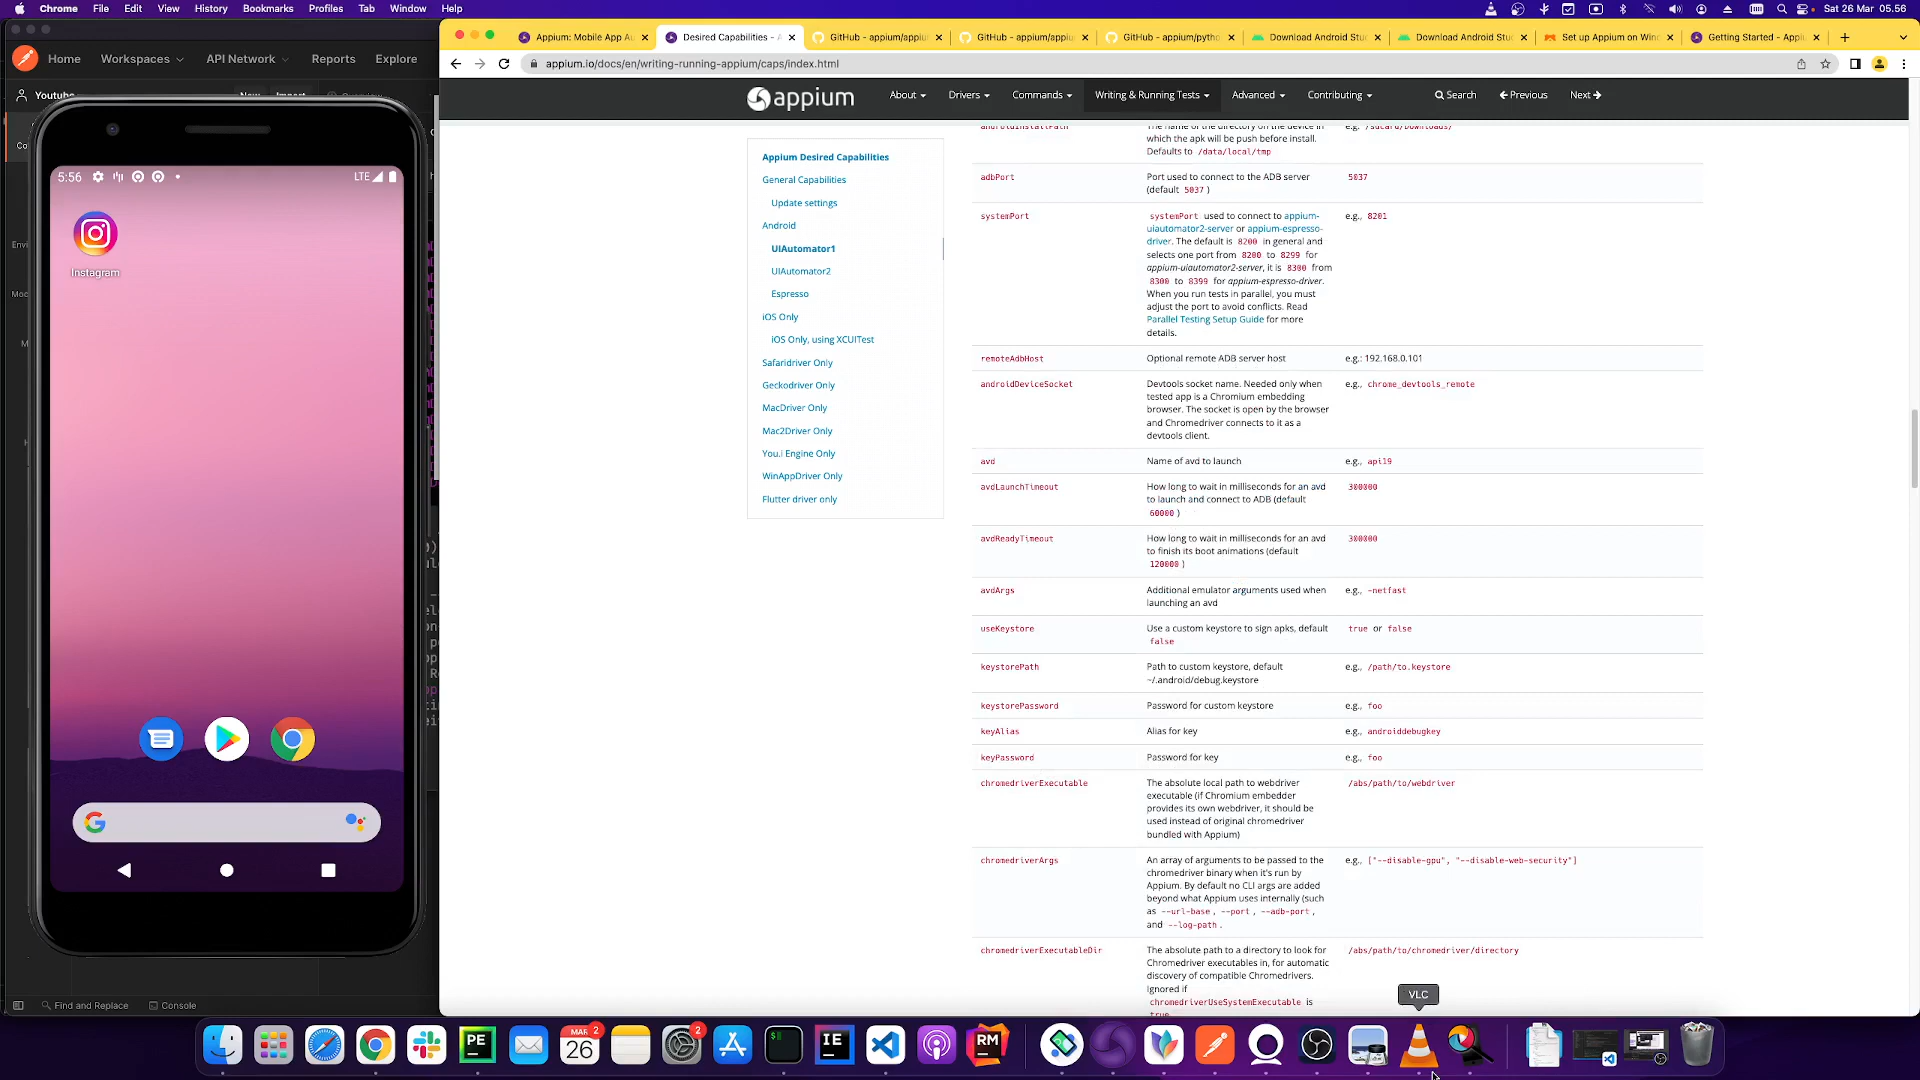 Chrome File Edit View History Bookmarks Profiles Tab Window Help
Sat 26 Mar 05.56
Appium: Mobile App Au
Desired Capabilities - A
GitHub - appium/appiu
GitHub - appium/appiu
GitHub - appium/pytho
Download Android Stu
Download Android Stu
Set up Appium on Win
Getting Started - Appi
appium.io/docs/en/writing-running-appium/caps/index.html
Home Workspaces API Network Reports Explore
Youtube
appium About Drivers Commands Writing & Running Tests Advanced Contributing Search Previous Next
5:56 LTE
Instagram
Find and Replace Console
Appium Desired Capabilities
General Capabilities
Update settings
Android
UIAutomator1
UIAutomator2
Espresso
iOS Only
iOS Only, using XCUITest
Safaridriver Only
Geckodriver Only
MacDriver Only
Mac2Driver Only
You.i Engine Only
WinAppDriver Only
Flutter driver only
androidInstallPath The name of the directory on the device in e.g. /sdcard/Downloads/
which the apk will be push before install.
Defaults to /data/local/tmp
adbPort Port used to connect to the ADB server 5037
(default 5037 )
systemPort systemPort used to connect to appium- e.g., 8201
uiautomator2-server or appium-espresso-
driver. The default is 8200 in general and
selects one port from 8200 to 8299 for
appium-uiautomator2-server, it is 8300 from
8300 to 8399 for appium-espresso-driver.
When you run tests in parallel, you must
adjust the port to avoid conflicts. Read
Parallel Testing Setup Guide for more
details.
remoteAdbHost Optional remote ADB server host e.g.: 192.168.0.101
androidDeviceSocket Devtools socket name. Needed only when e.g., chrome_devtools_remote
tested app is a Chromium embedding
browser. The socket is open by the browser
and Chromedriver connects to it as a
devtools client.
avd Name of avd to launch e.g., api19
avdLaunchTimeout How long to wait in milliseconds for an avd 300000
to launch and connect to ADB (default
60000 )
avdReadyTimeout How long to wait in milliseconds for an avd 300000
to finish its boot animations (default
120000 )
avdArgs Additional emulator arguments used when e.g., -netfast
launching an avd
useKeystore Use a custom keystore to sign apks, default true or false
false
keystorePath Path to custom keystore, default e.g., /path/to.keystore
~/.android/debug.keystore
keystorePassword Password for custom keystore e.g., foo
keyAlias Alias for key e.g., androiddebugkey
keyPassword Password for key e.g., foo
chromedriverExecutable The absolute local path to webdriver /abs/path/to/webdriver
executable (if Chromium embedder
provides its own webdriver, it should be
used instead of original chromedriver
bundled with Appium)
chromedriverArgs An array of arguments to be passed to the e.g., ["--disable-gpu", "--disable-web-security"]
chromedriver binary when it's run by
Appium. By default no CLI args are added
beyond what Appium uses internally (such
as --url-base , --port , --adb-port ,
and --log-path .
chromedriverExecutableDir The absolute path to a directory to look for /abs/path/to/chromedriver/directory
Chromedriver executables in, for automatic
discovery of compatible Chromedrivers.
Ignored if
chromedriverUseSystemExecutable is
true
VLC
PE
MAR
26
2
2
IE
RM